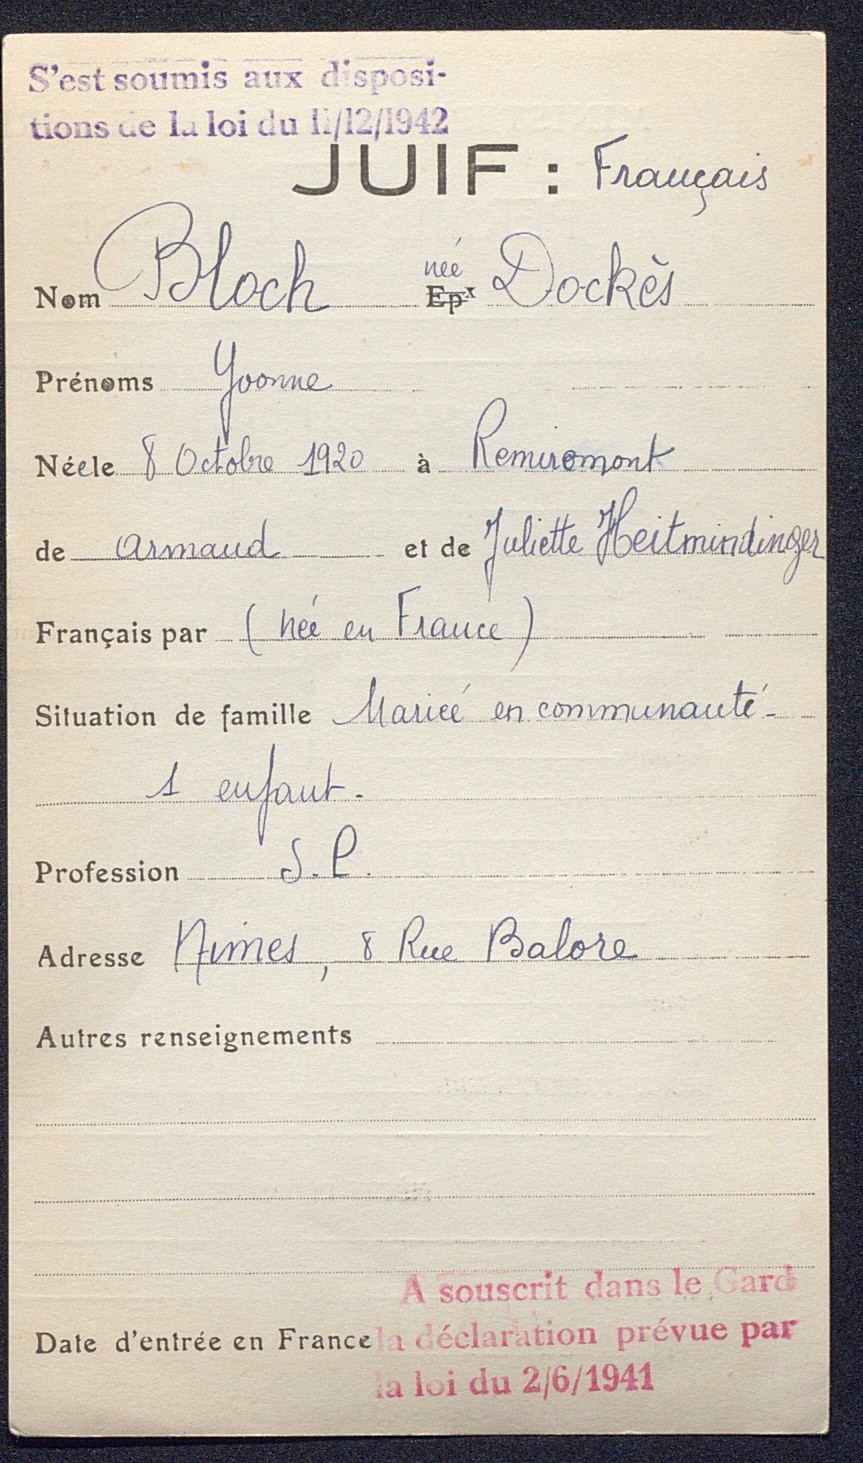 S'est soumis aux disposi-
tions de la loi du 11/12/1942
JUIF : Français
Nom Bloch née Epx Dockès
Prénoms Yvonne
Néele 8 Octobre 1920 à Remiremont
de Armand et de Juliette Heitmindinger
Français par (née en France)
Situation de famille Mariée en communauté -
1 enfant.
Profession S.P.
Adresse Nimes, 8 Rue Balore
Autres renseignements
A souscrit dans le Gard
Date d'entrée en France la déclaration prévue par
la loi du 2/6/1941